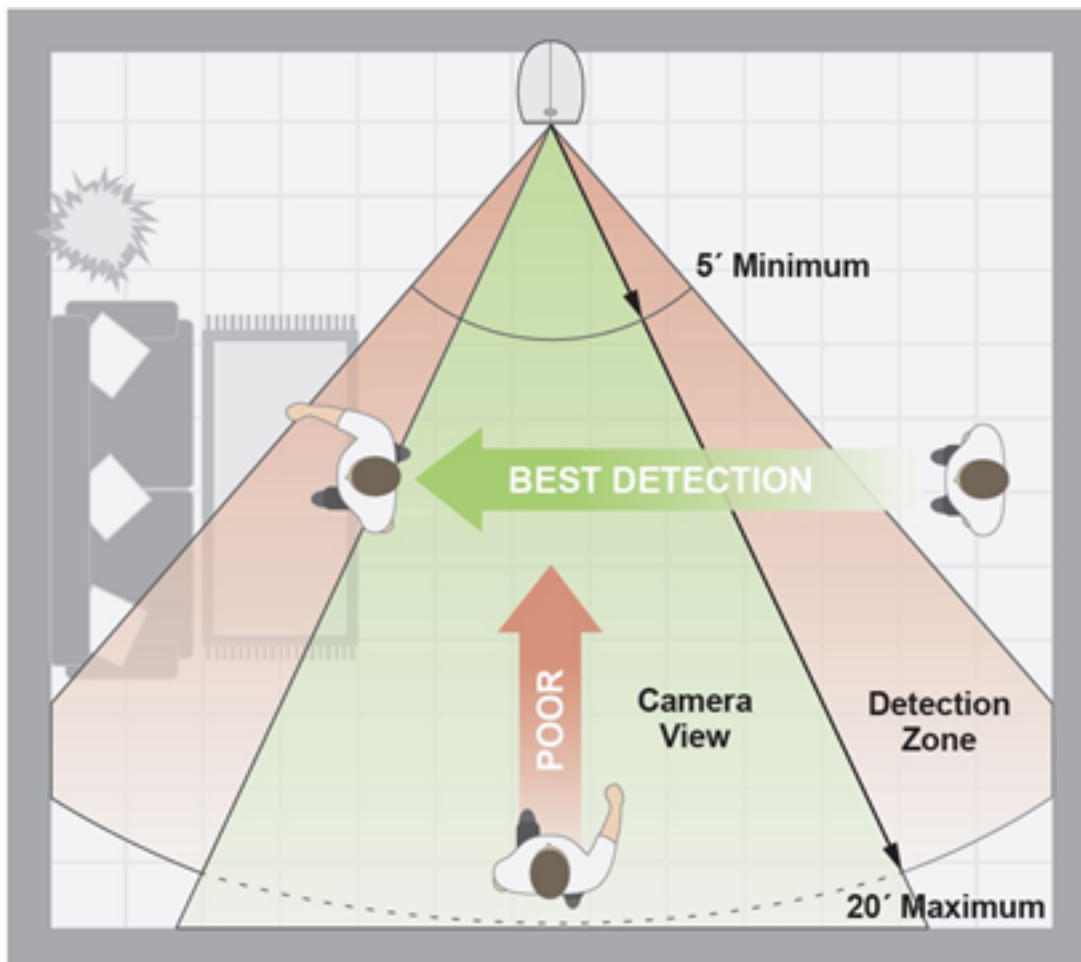 5´ Minimum
BEST DETECTION
POOR
Camera
View
Detection
Zone
20´ Maximum